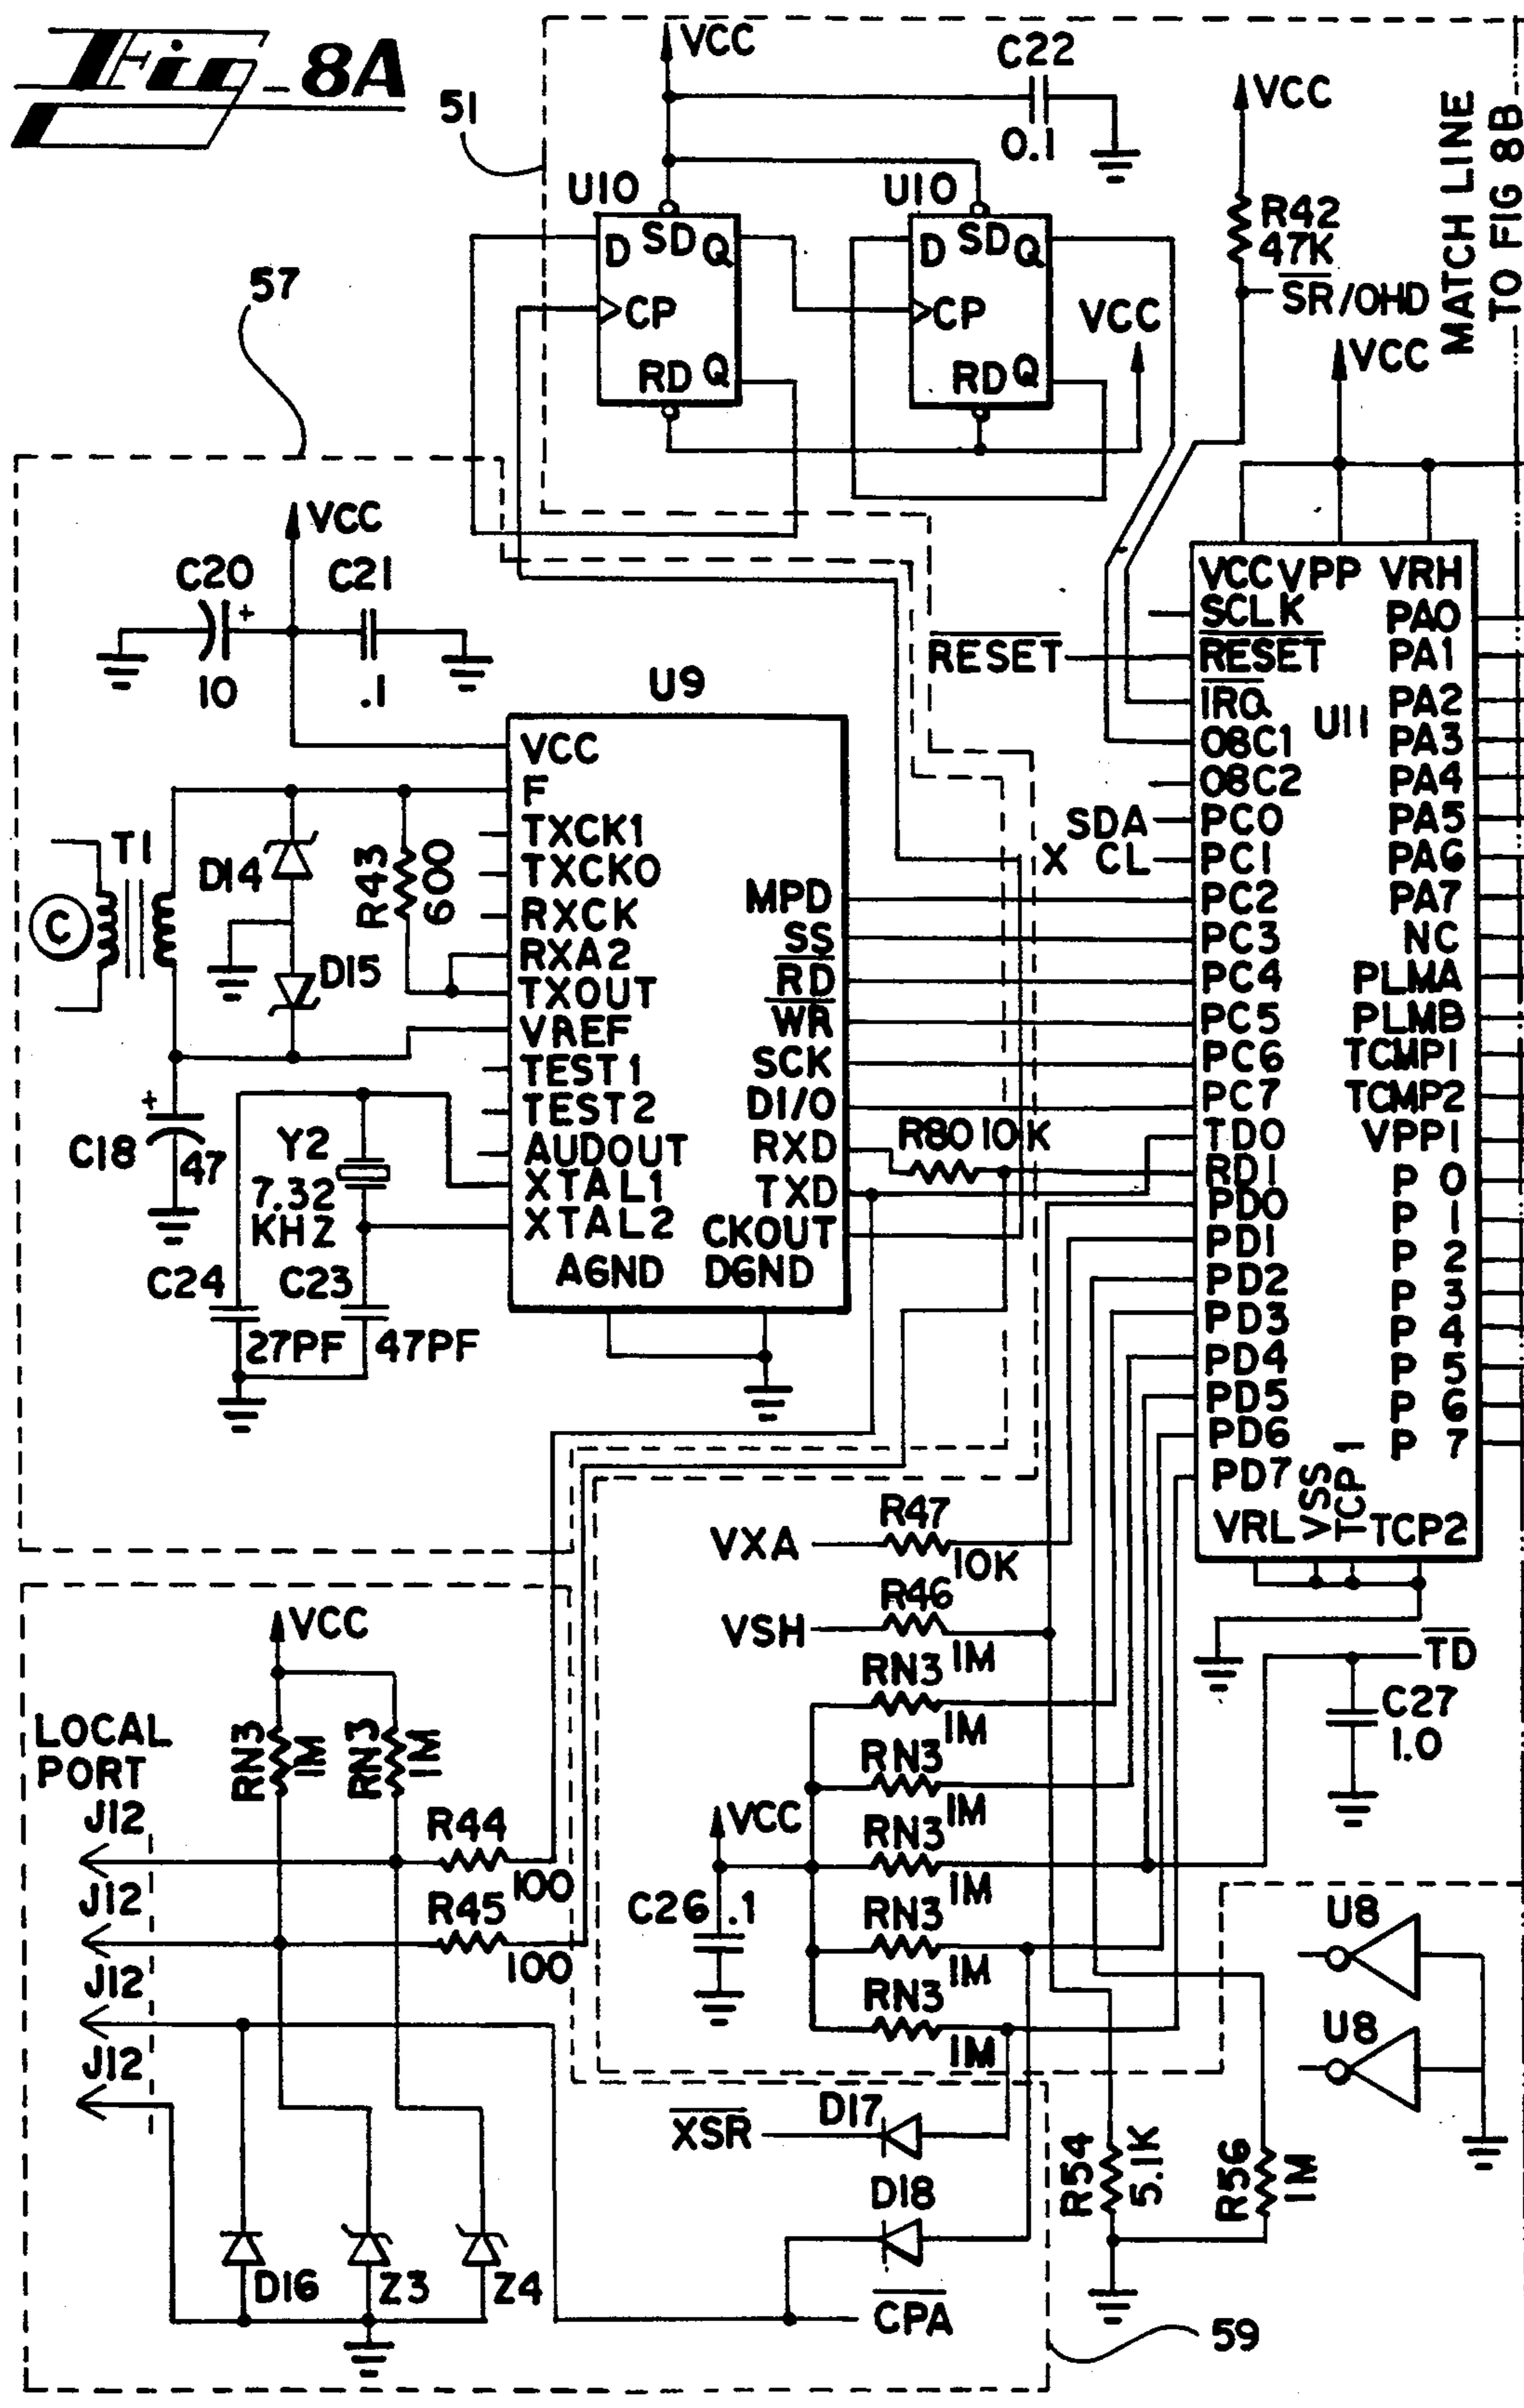 Fig_8A
51
VCC
C22
0.1
U10
U10
D SD Q
CP
RD Q
D SD Q
CP
RD Q
VCC
VCC
R42
47K
SR/OHD
MATCH LINE
TO FIG 8B
VCC
57
VCC
C20
10
+
C21
.1
U9
VCC
F
TXCK1
TXCKO
RXCK
RXA2
TXOUT
VREF
TEST1
TEST2
AUDOUT
XTAL1
XTAL2
AGND DGND
MPD
SS
RD
WR
SCK
DI/O
RXD
TXD
CKOUT
T1
C
D14
D15
R43
600
+
C18
47
Y2
7.32
KHZ
C24
27PF
C23
47PF
R80 10K
RESET
SDA
X CL
U11
VCC VPP VRH
SCLK
RESET
IRQ
OBC1
OBC2
PC0
PC1
PC2
PC3
PC4
PC5
PC6
PC7
TDO
RD1
PD0
PD1
PD2
PD3
PD4
PD5
PD6
PD7
VRL VSS TCP1 TCP2
PA0
PA1
PA2
PA3
PA4
PA5
PA6
PA7
NC
PLMA
PLMB
TCMP1
TCMP2
VPP1
P 0
P 1
P 2
P 3
P 4
P 5
P 6
P 7
VXA
R47
10K
VSH
R46
1M
RN3
1M
RN3
1M
RN3
1M
RN3
1M
RN3
1M
VCC
C26 .1
TD
C27
1.0
U8
U8
VCC
LOCAL
PORT
RN3
1M
RN3
1M
J12
J12
J12
J12
R44
100
R45
100
D16
Z3
Z4
XSR
D17
D18
CPA
R54
5.1K
R56
1M
59